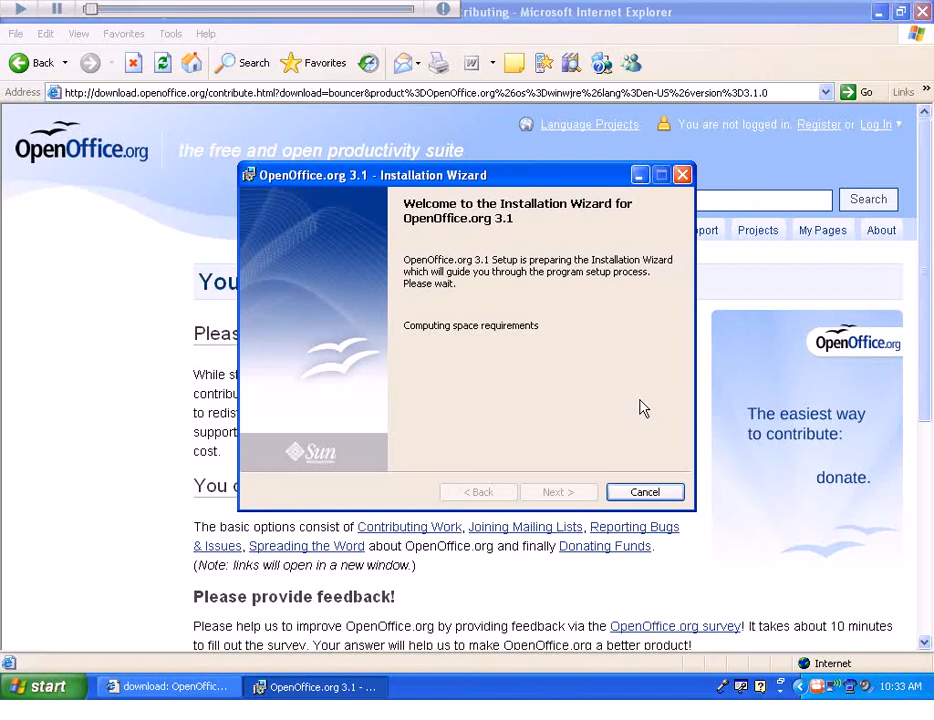 ributing - Microsoft Internet Explorer
File Edit View Favorites Tools Help
Back Search Favorites
Address http://download.openoffice.org/contribute.html?download=bouncer&product%3DOpenOffice.org%26os%3Dwinwjre%26lang%3Den-US%26version%3D3.1.0 Go Links »
OpenOffice.org the free and open productivity suite
Language Projects You are not logged in. Register or Log In
Search
port Projects My Pages About
OpenOffice.org 3.1 - Installation Wizard
Welcome to the Installation Wizard for
OpenOffice.org 3.1
OpenOffice.org 3.1 Setup is preparing the Installation Wizard
which will guide you through the program setup process.
Please wait.
Computing space requirements
Sun
< Back Next > Cancel
You
Pleas
While st
contribu
to redis
support
cost.
You c
OpenOffice.org
The easiest way
to contribute:
donate.
The basic options consist of Contributing Work, Joining Mailing Lists, Reporting Bugs
& Issues, Spreading the Word about OpenOffice.org and finally Donating Funds.
(Note: links will open in a new window.)
Please provide feedback!
Please help us to improve OpenOffice.org by providing feedback via the OpenOffice.org survey! It takes about 10 minutes
to fill out the survey. Your answer will help us to make OpenOffice.org a better product!
Internet
start download: OpenOffic... OpenOffice.org 3.1 - ... 10:33 AM